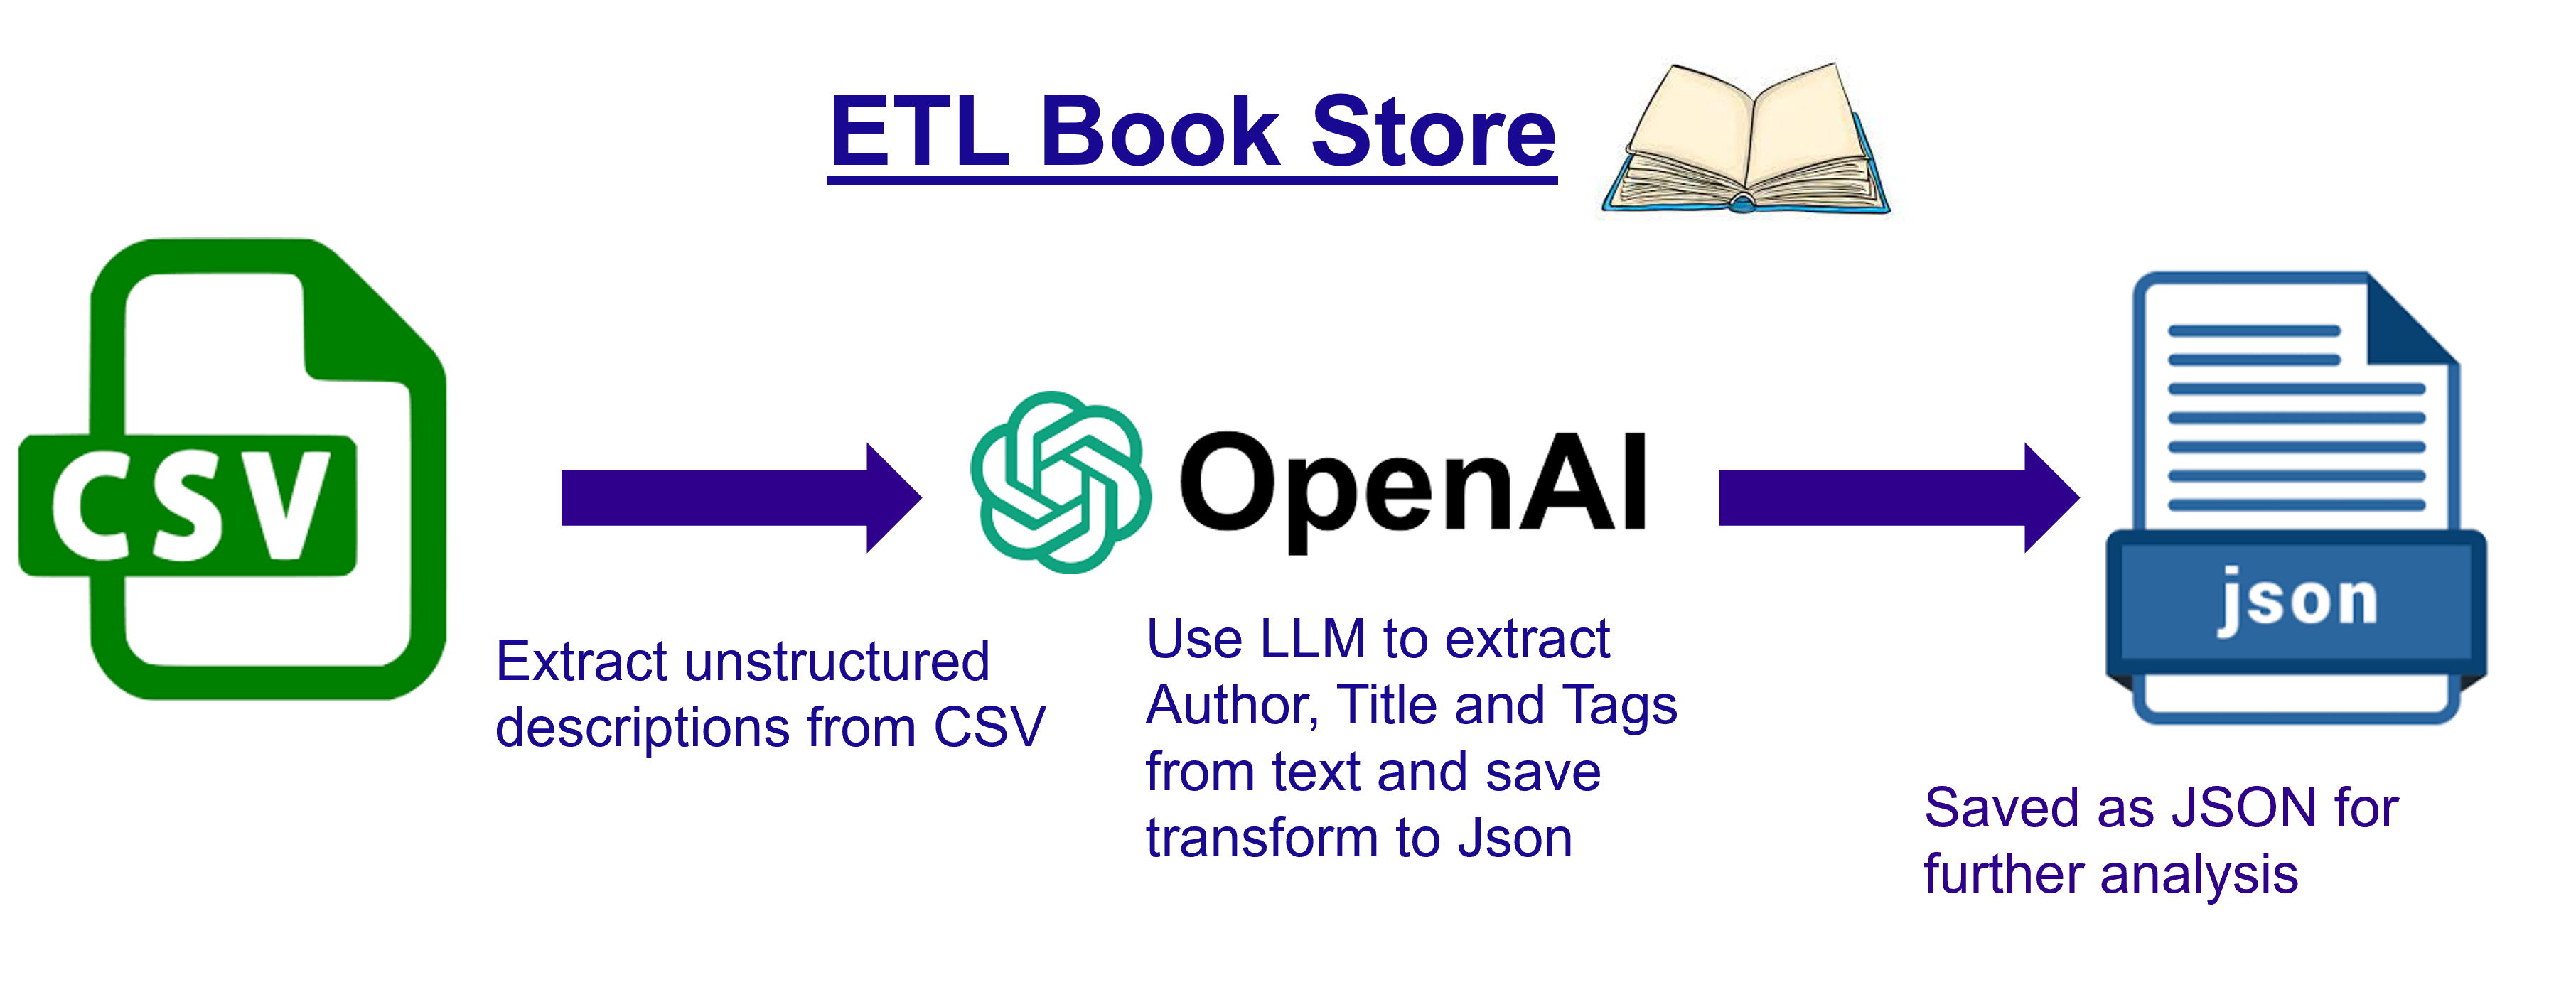 ETL Book Store
CSV
OpenAI
json
Extract unstructured
descriptions from CSV
Use LLM to extract
Author, Title and Tags
from text and save
transform to Json
Saved as JSON for
further analysis